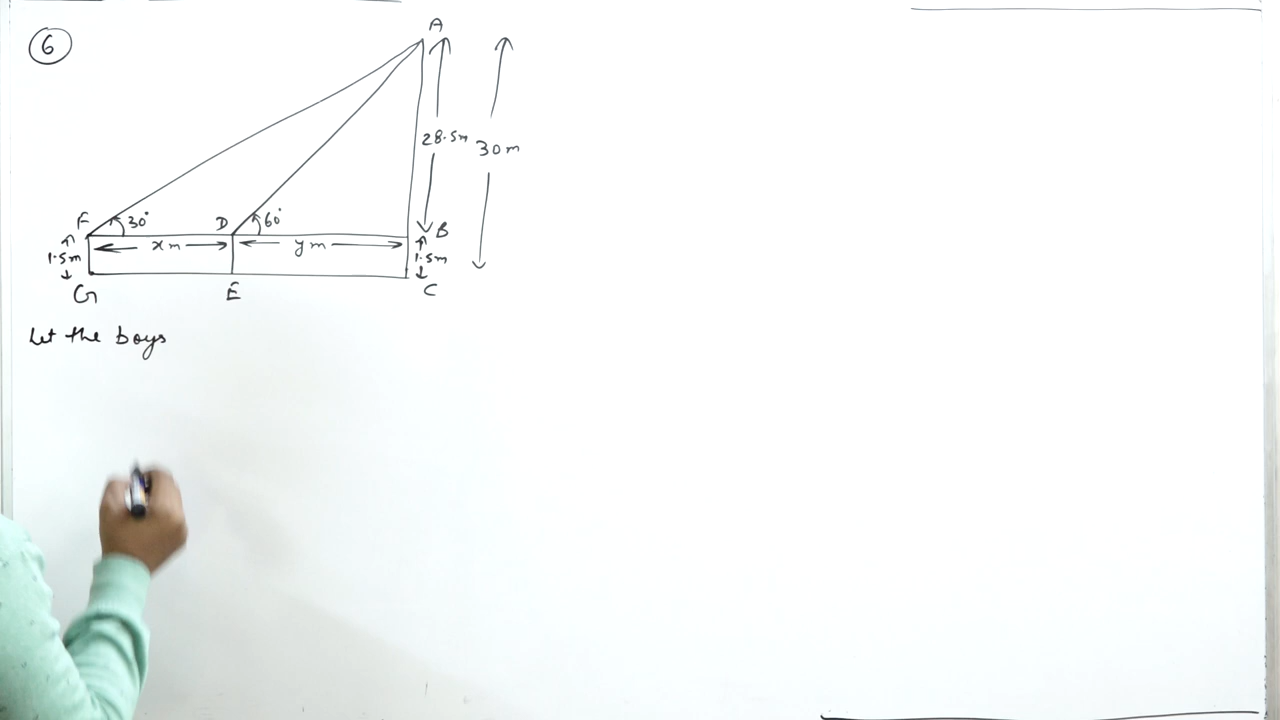 6
A
28.5m
30m
F 30° D 60° B
x m y m
1.5m 1.5m
G E C
Let the boys